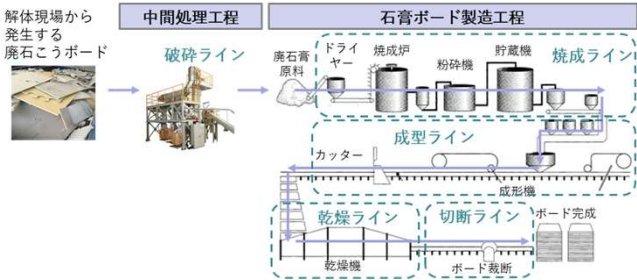 解体現場から
発生する
廃石こうボード
中間処理工程
破砕ライン
石膏ボード製造工程
廃石膏
原料
ドライ
ヤー
焼成炉
粉砕機
貯蔵機
焼成ライン
成型ライン
カッター
成形機
乾燥ライン
乾燥機
切断ライン
ボード裁断
ボード完成